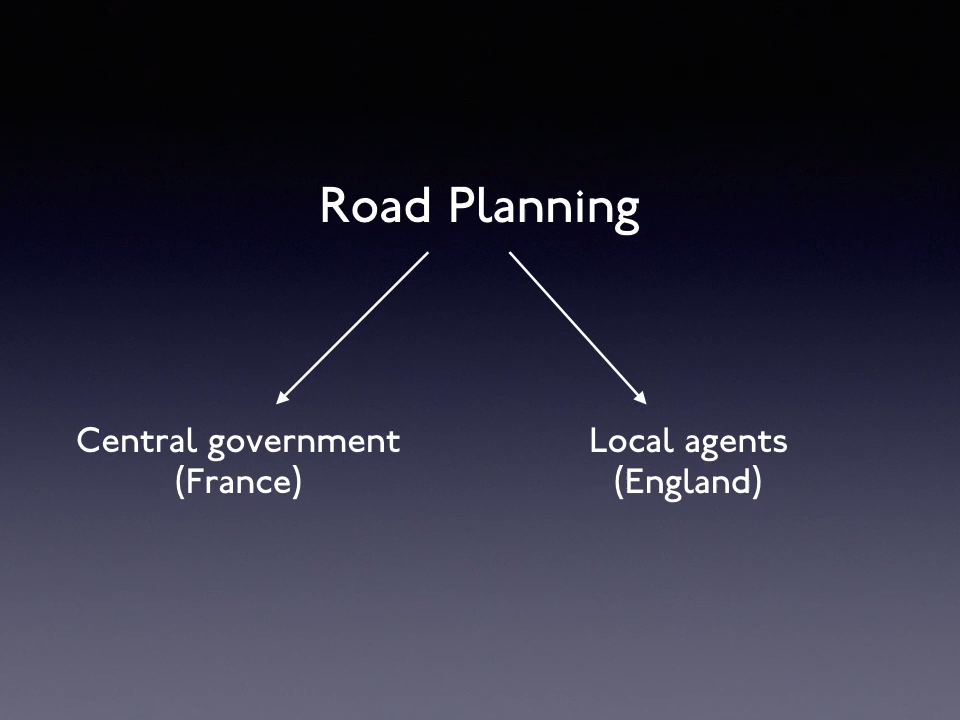 Road Planning
Central government
(France)
Local agents
(England)